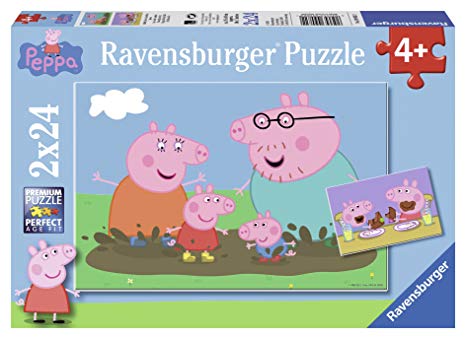 Peppa
Ravensburger® Puzzle
4+
2x24
PREMIUM
PUZZLE
PERFECT
AGE FIT
Ravensburger